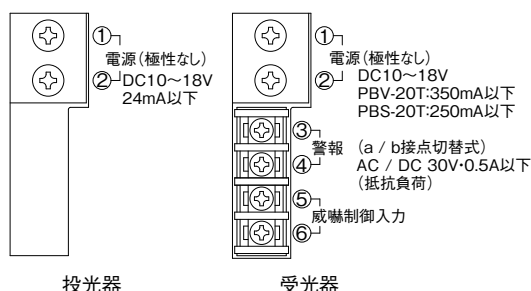 ①
電源(極性なし)
②
DC10～18V
24mA以下
投光器
①
電源(極性なし)
②
DC10～18V
PBV-20T:350mA以下
PBS-20T:250mA以下
③
警報 (a / b接点切替式)
④
AC / DC 30V・0.5A以下
(抵抗負荷)
⑤
威嚇制御入力
⑥
受光器